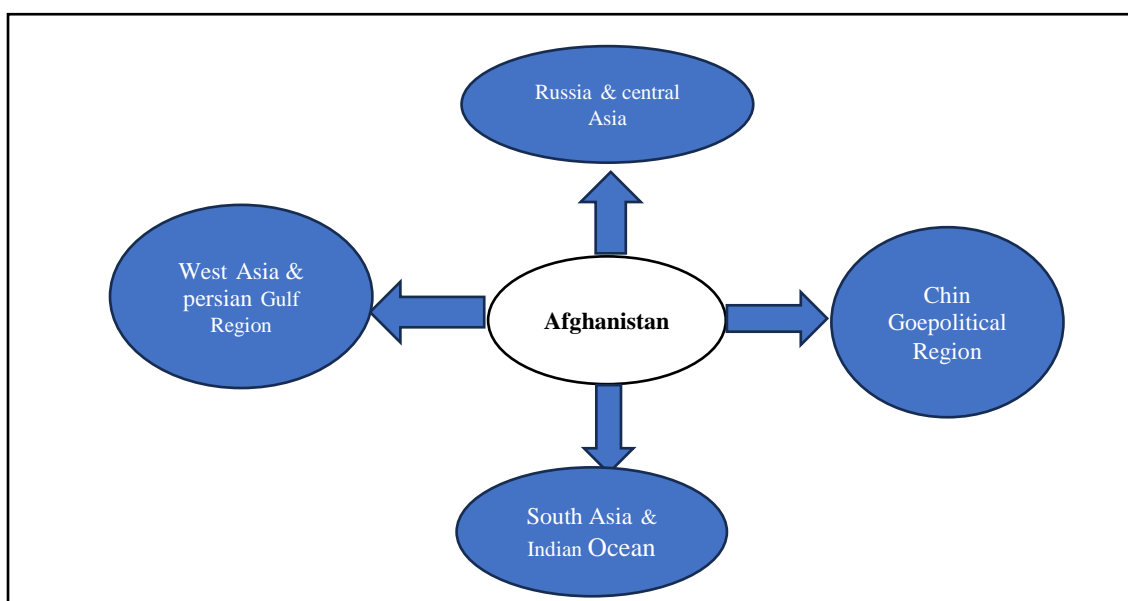 Russia & central
Asia
West Asia &
persian Gulf
Region
Afghanistan
Chin
Goepolitical
Region
South Asia &
Indian Ocean